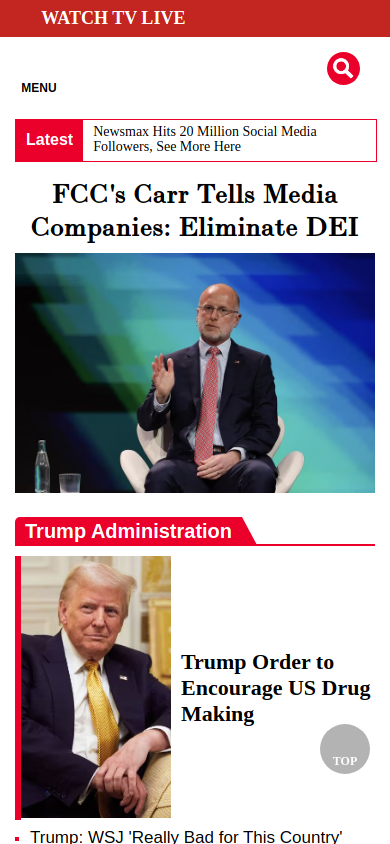 WATCH TV LIVE
MENU
Latest
Newsmax Hits 20 Million Social Media
Followers, See More Here
FCC's Carr Tells Media
Companies: Eliminate DEI
Trump Administration
Trump Order to
Encourage US Drug
Making
TOP
Trump: WSJ 'Really Bad for This Country'